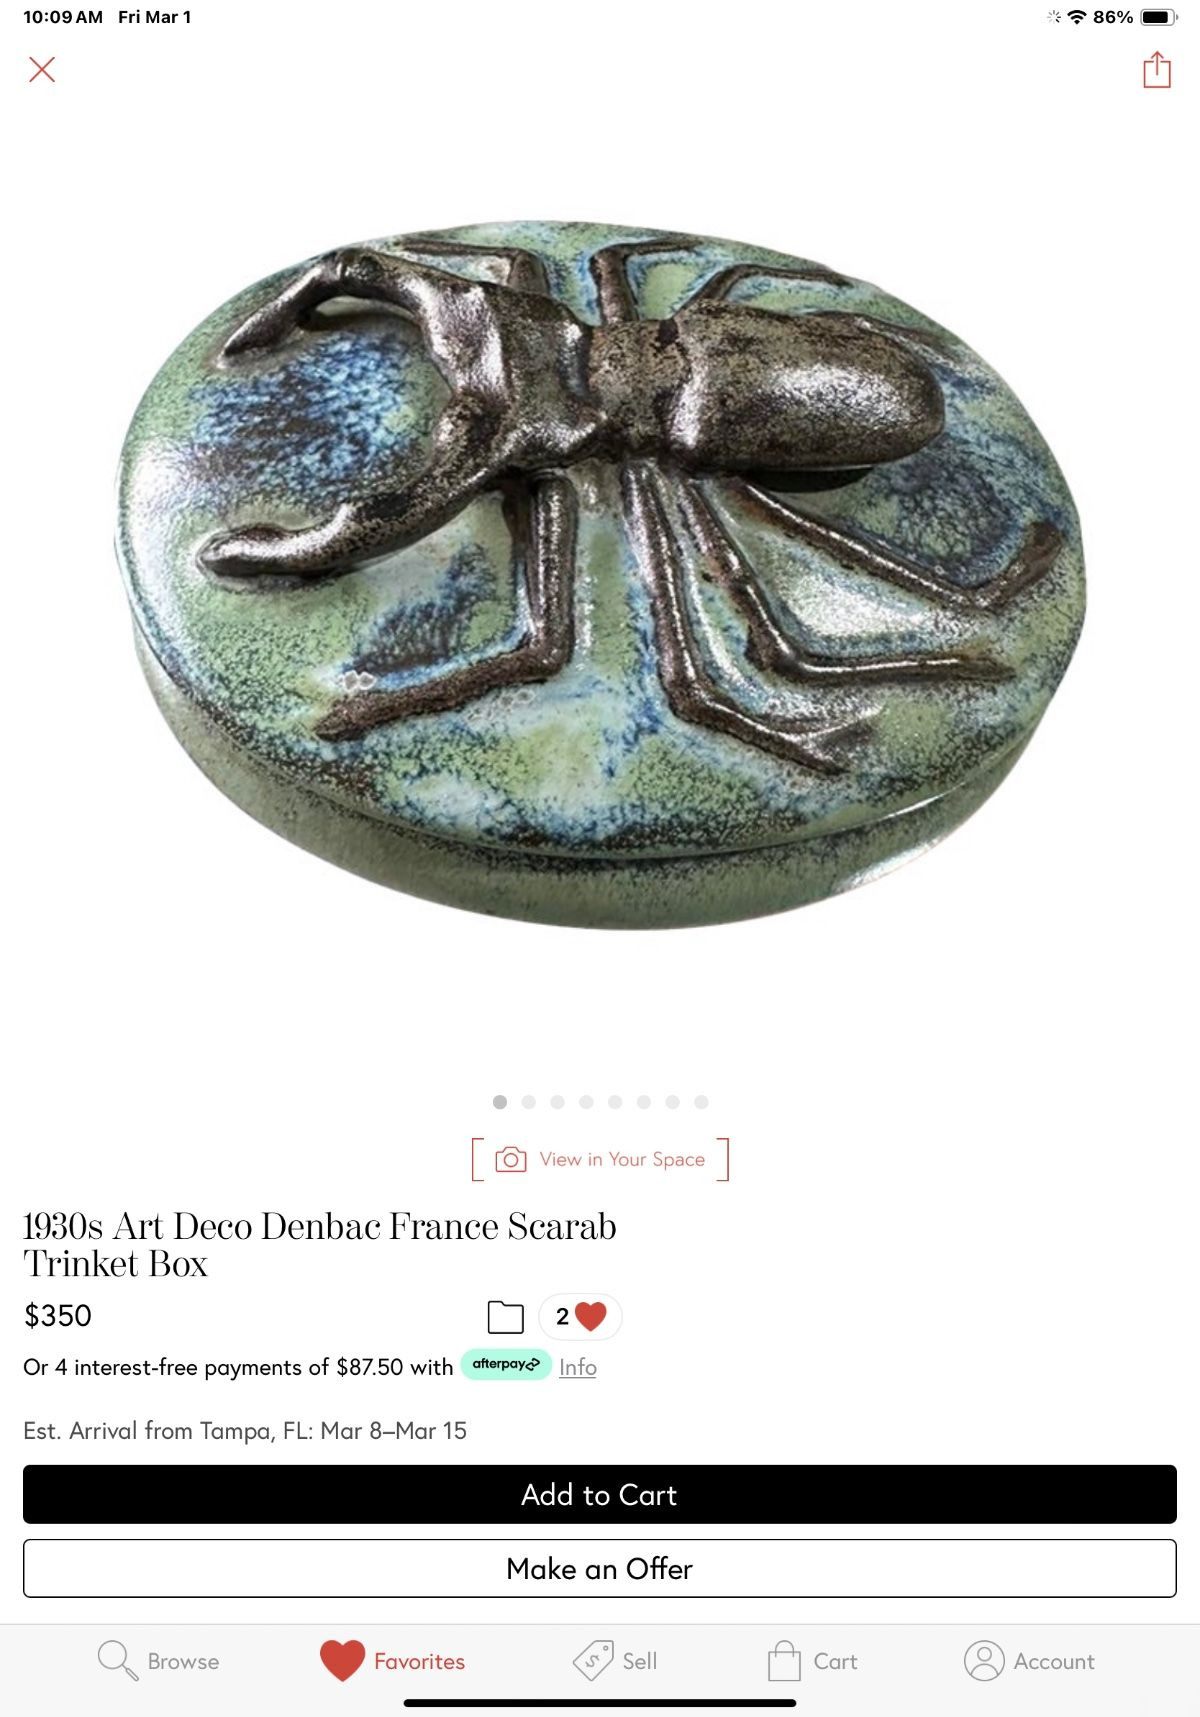 10:09 AM Fri Mar 1
86%
View in Your Space
1930s Art Deco Denbac France Scarab
Trinket Box
$350
2
Or 4 interest-free payments of $87.50 with afterpay Info
Est. Arrival from Tampa, FL: Mar 8–Mar 15
Add to Cart
Make an Offer
Browse
Favorites
Sell
Cart
Account